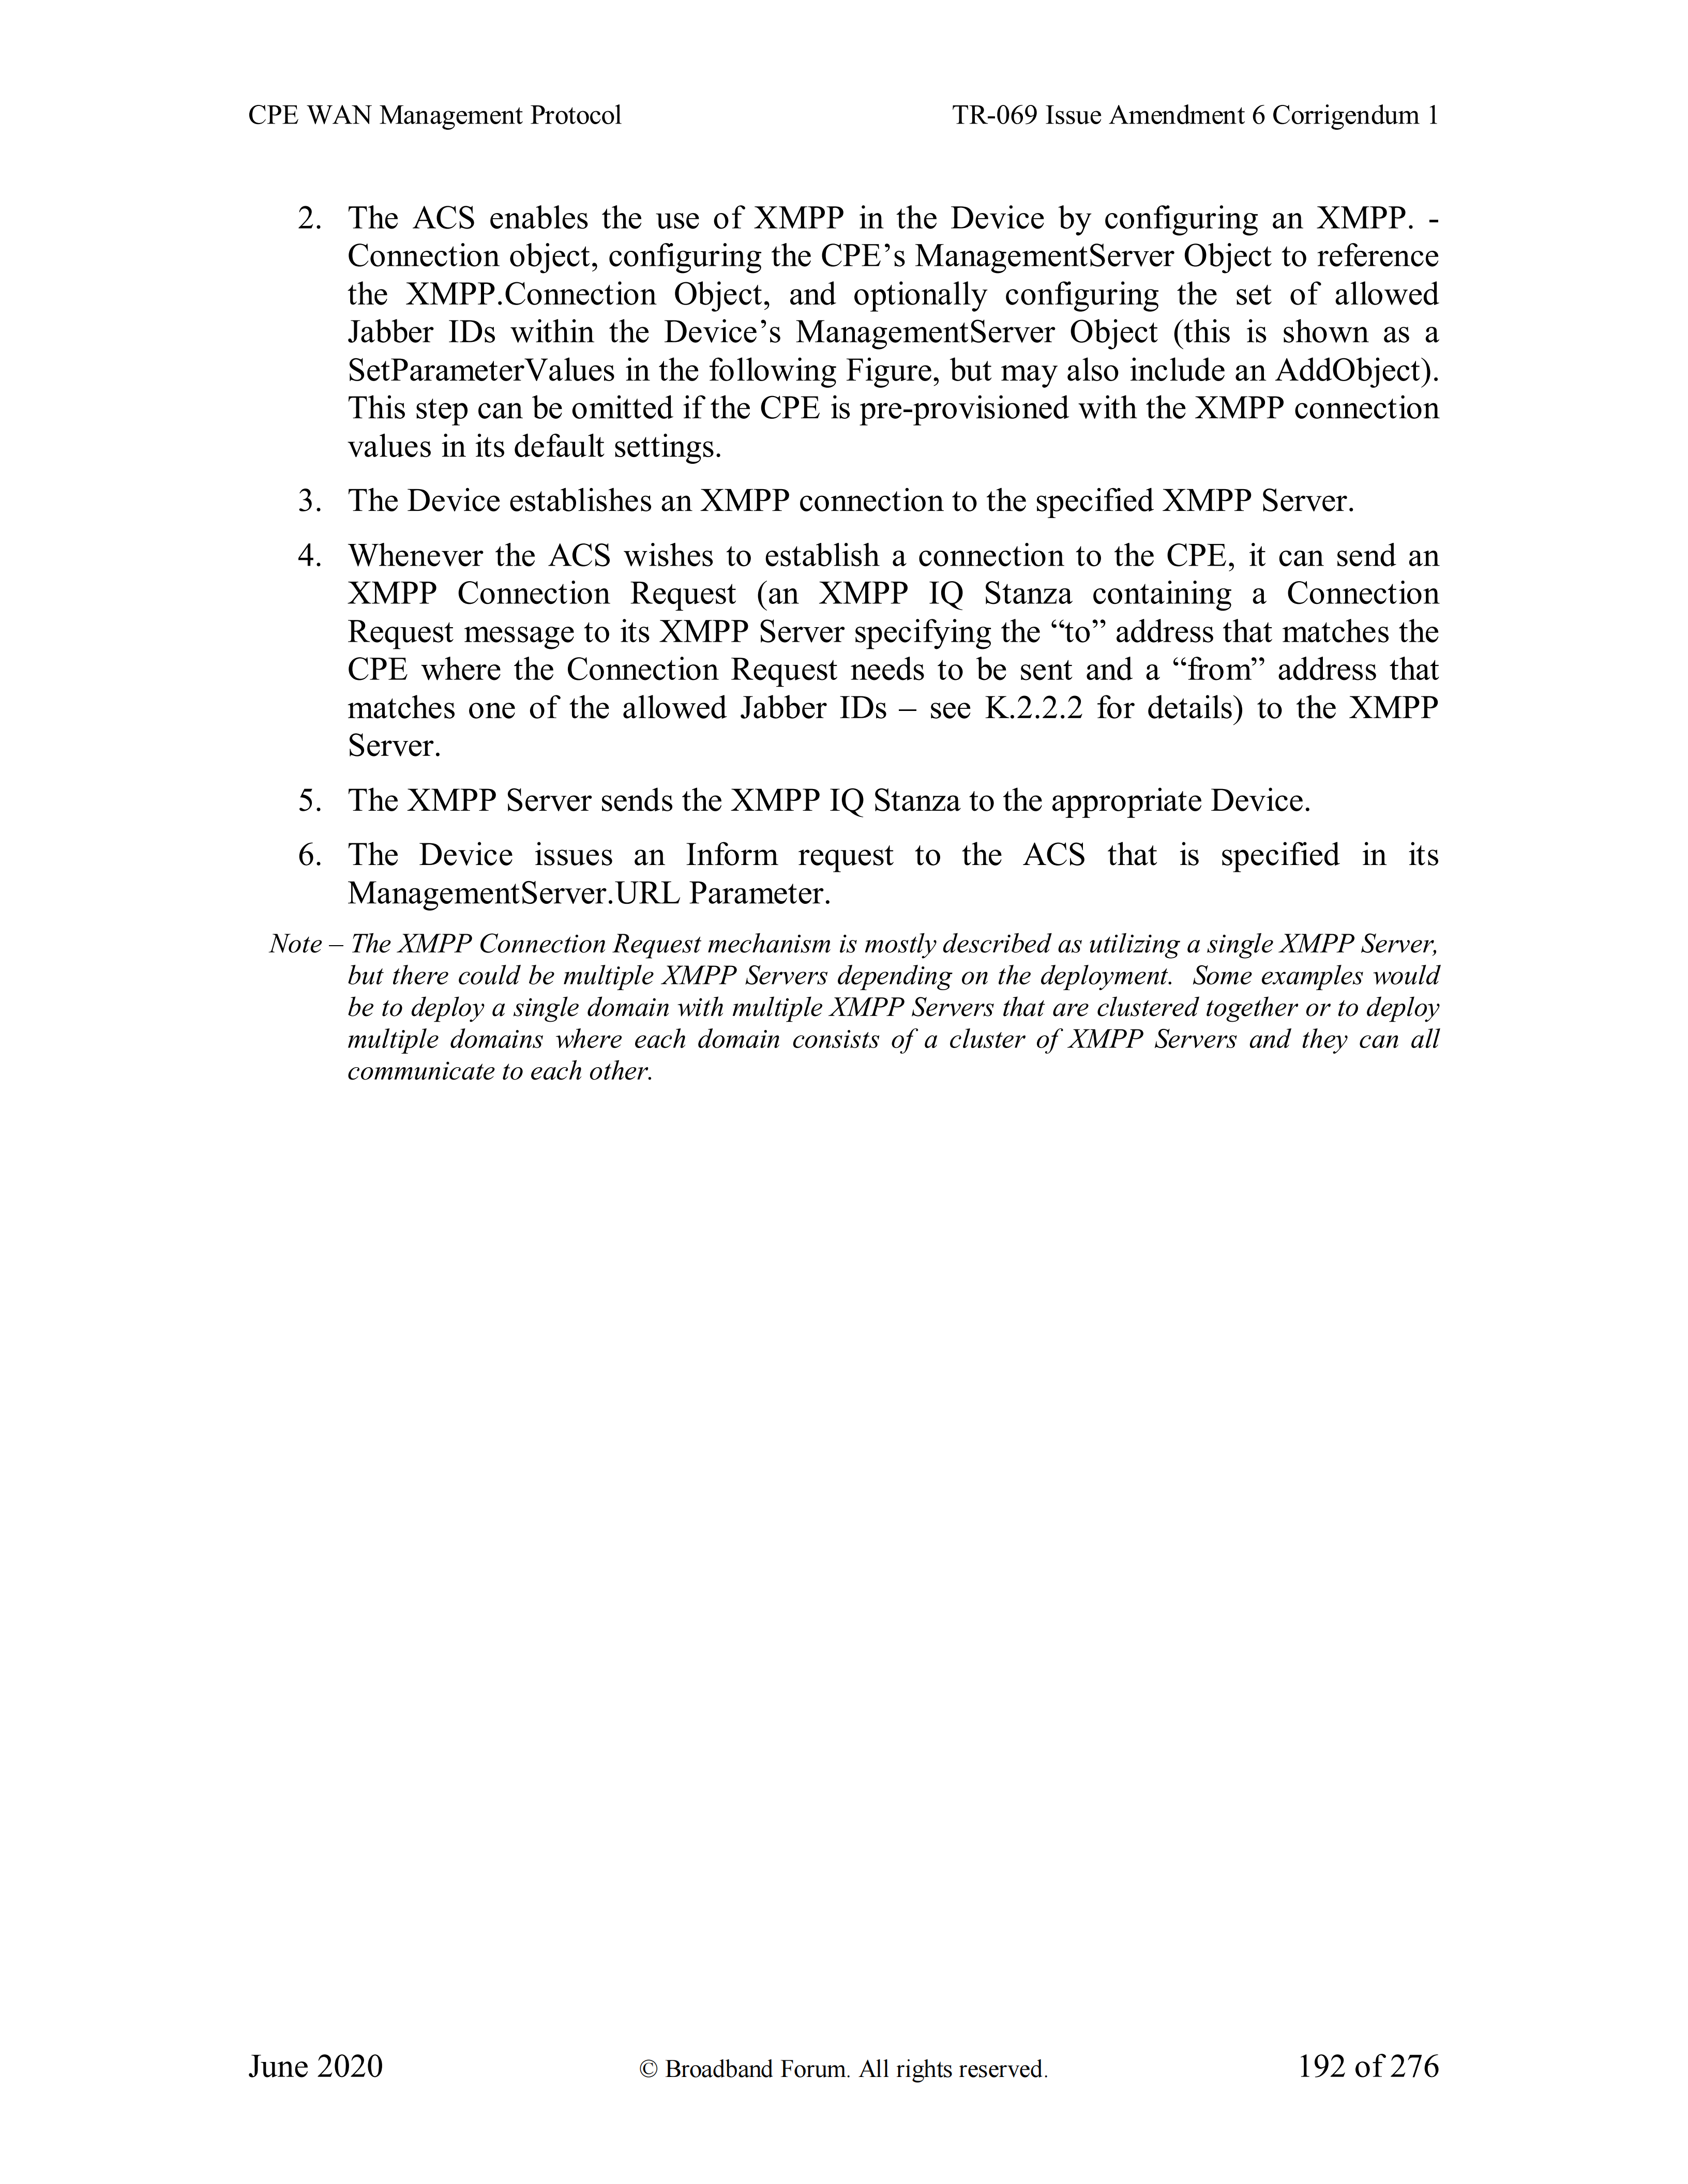 CPE WAN Management Protocol TR-069 Issue Amendment 6 Corrigendum 1
2. The ACS enables the use of XMPP in the Device by configuring an XMPP. -
Connection object, configuring the CPE’s ManagementServer Object to reference
the XMPP.Connection Object, and optionally configuring the set of allowed
Jabber IDs within the Device’s ManagementServer Object (this is shown as a
SetParameterValues in the following Figure, but may also include an AddObject).
This step can be omitted if the CPE is pre-provisioned with the XMPP connection
values in its default settings.
3. The Device establishes an XMPP connection to the specified XMPP Server.
4. Whenever the ACS wishes to establish a connection to the CPE, it can send an
XMPP Connection Request (an XMPP IQ Stanza containing a Connection
Request message to its XMPP Server specifying the “to” address that matches the
CPE where the Connection Request needs to be sent and a “from” address that
matches one of the allowed Jabber IDs – see K.2.2.2 for details) to the XMPP
Server.
5. The XMPP Server sends the XMPP IQ Stanza to the appropriate Device.
6. The Device issues an Inform request to the ACS that is specified in its
ManagementServer.URL Parameter.
Note – The XMPP Connection Request mechanism is mostly described as utilizing a single XMPP Server,
but there could be multiple XMPP Servers depending on the deployment. Some examples would
be to deploy a single domain with multiple XMPP Servers that are clustered together or to deploy
multiple domains where each domain consists of a cluster of XMPP Servers and they can all
communicate to each other.
June 2020 © Broadband Forum. All rights reserved. 192 of 276